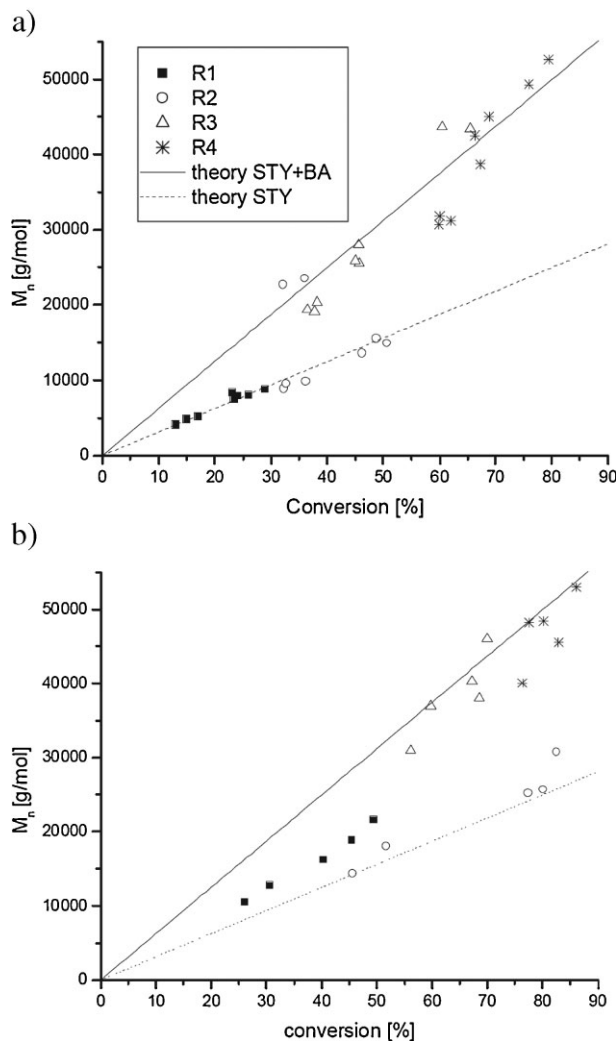 a)
50000
40000
30000
20000
10000
0
M_n [g/mol]
R1
R2
R3
R4
theory STY+BA
theory STY
0 10 20 30 40 50 60 70 80 90
Conversion [%]
b)
50000
40000
30000
20000
10000
0
M_n [g/mol]
0 10 20 30 40 50 60 70 80 90
conversion [%]